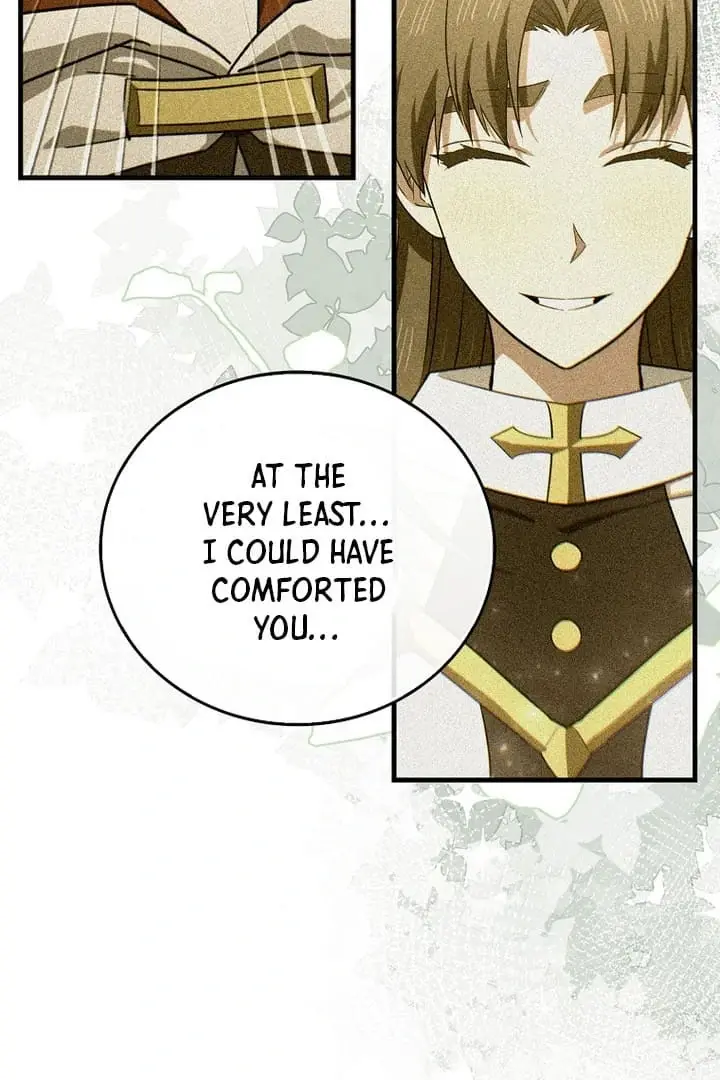 AT THE
VERY LEAST...
I COULD HAVE
COMFORTED
YOU...